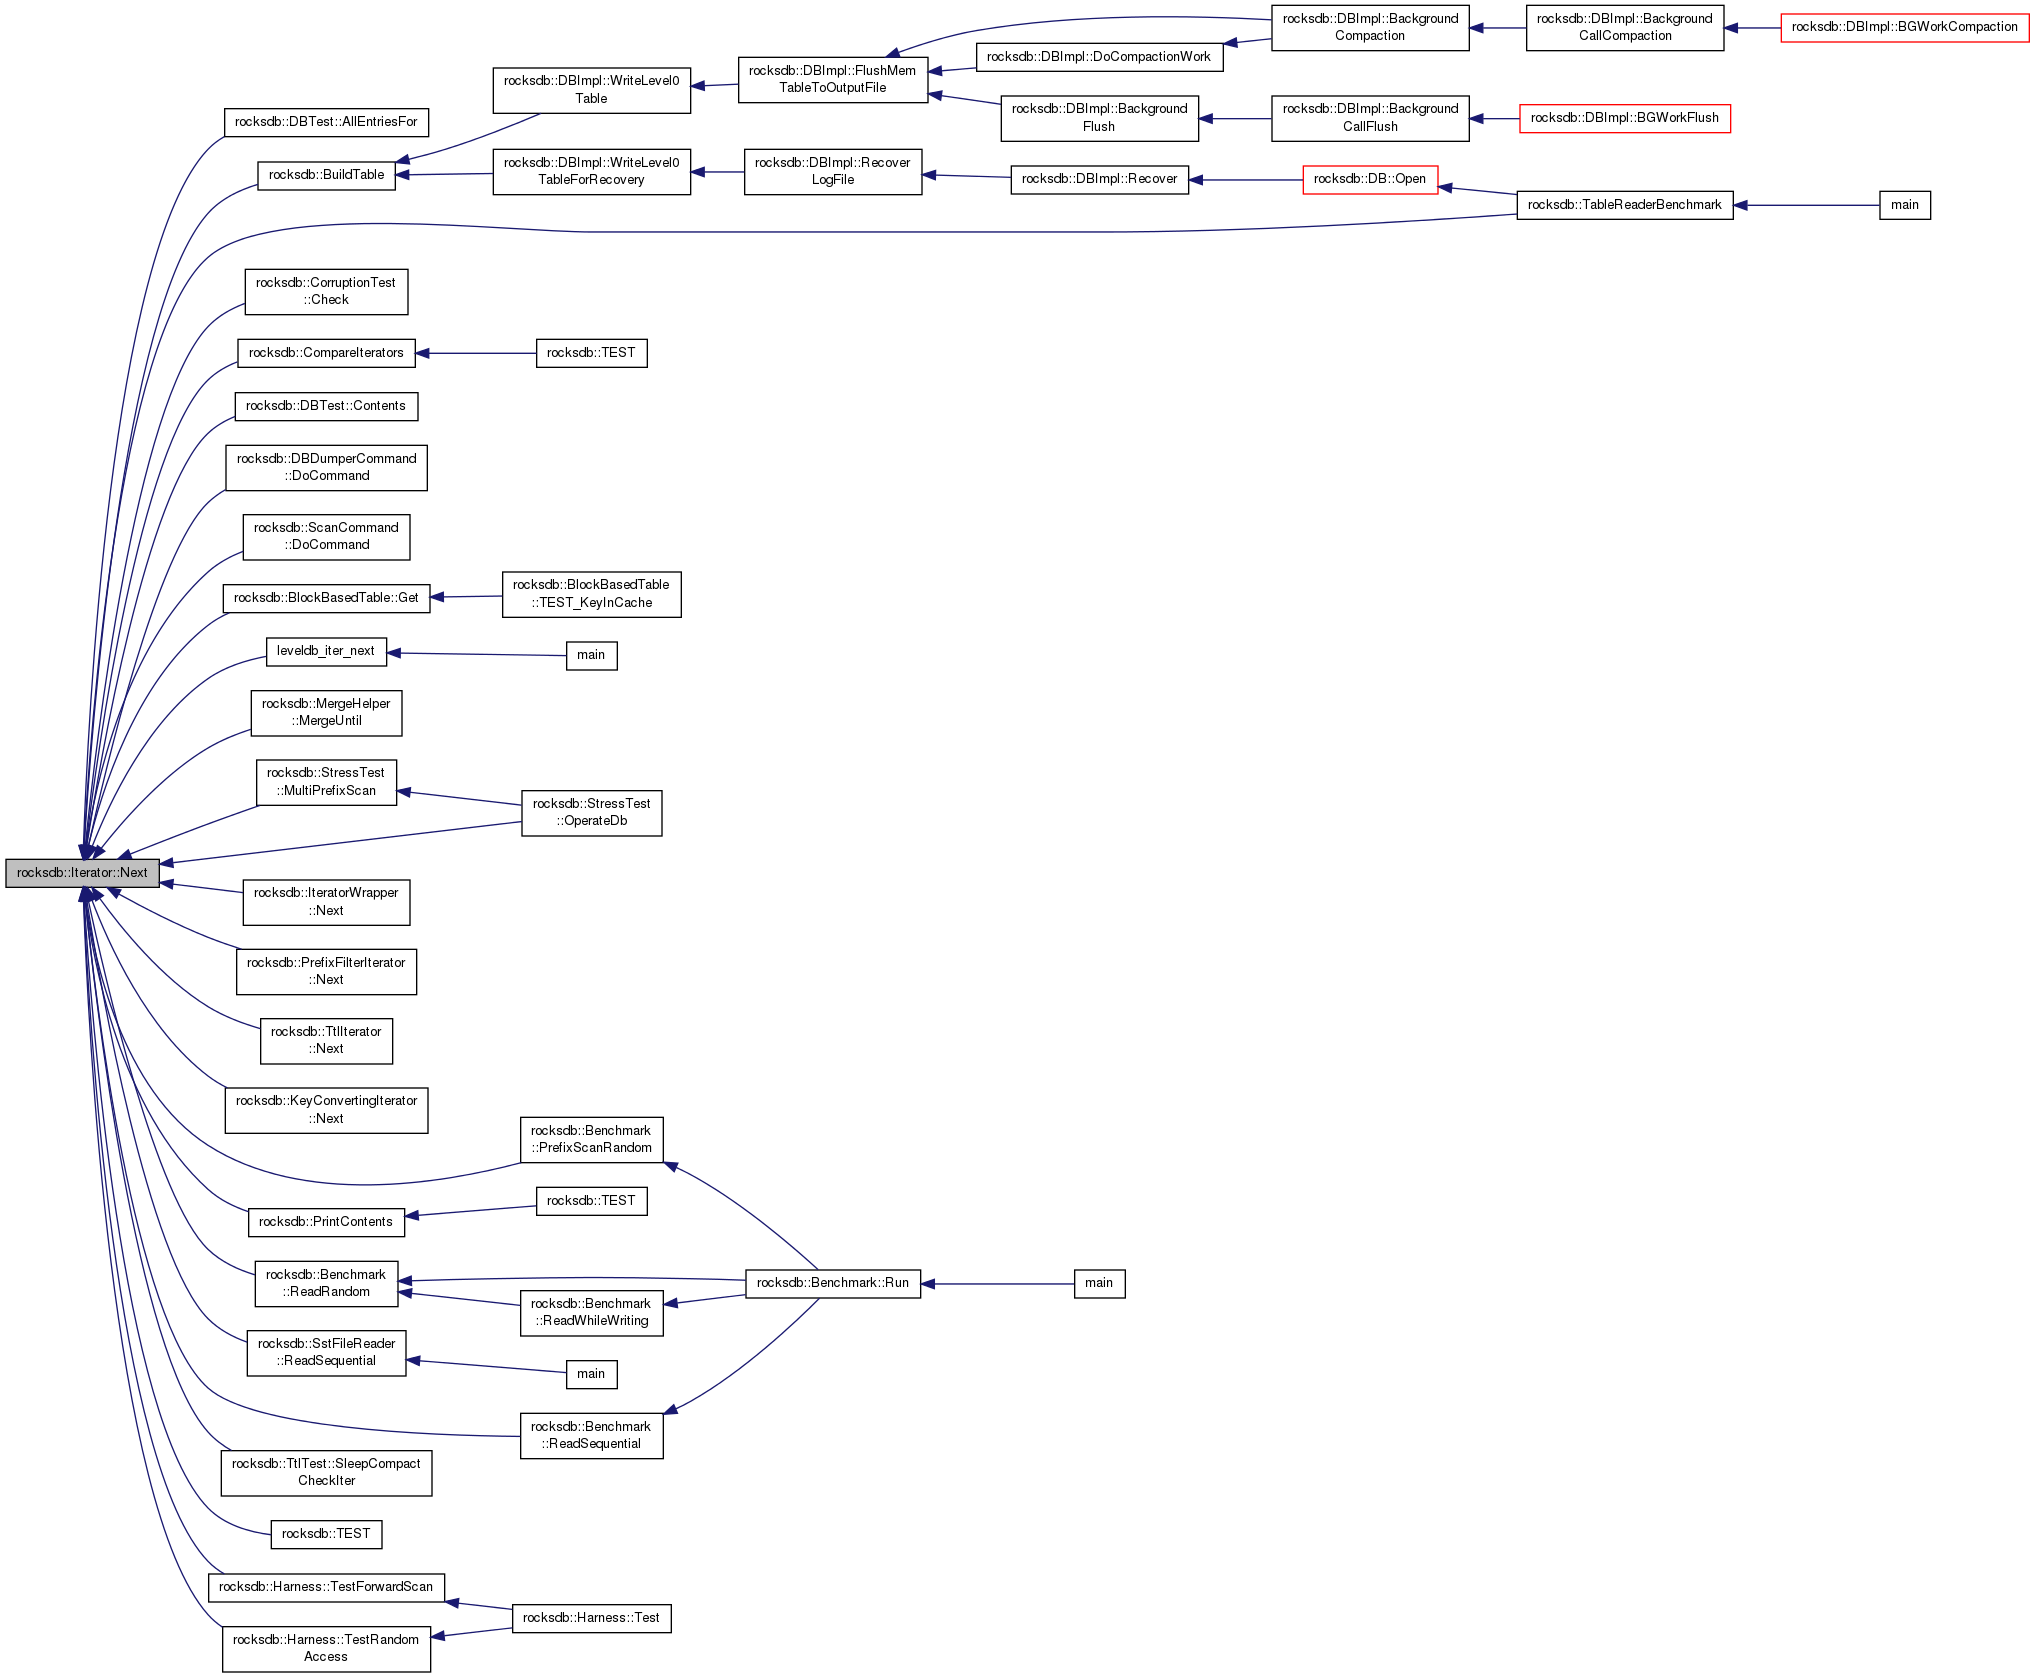 rocksdb::DBImpl::Background
Compaction
rocksdb::DBImpl::Background
CallCompaction
rocksdb::DBImpl::BGWorkCompaction
rocksdb::DBImpl::DoCompactionWork
rocksdb::DBImpl::FlushMem
TableToOutputFile
rocksdb::DBImpl::WriteLevel0
Table
rocksdb::DBImpl::Background
Flush
rocksdb::DBImpl::Background
CallFlush
rocksdb::DBImpl::BGWorkFlush
rocksdb::DBTest::AllEntriesFor
rocksdb::BuildTable
rocksdb::DBImpl::WriteLevel0
TableForRecovery
rocksdb::DBImpl::Recover
LogFile
rocksdb::DBImpl::Recover
rocksdb::DB::Open
rocksdb::TableReaderBenchmark
main
rocksdb::CorruptionTest
::Check
rocksdb::CompareIterators
rocksdb::TEST
rocksdb::DBTest::Contents
rocksdb::DBDumperCommand
::DoCommand
rocksdb::ScanCommand
::DoCommand
rocksdb::BlockBasedTable::Get
rocksdb::BlockBasedTable
::TEST_KeyInCache
leveldb_iter_next
main
rocksdb::MergeHelper
::MergeUntil
rocksdb::StressTest
::MultiPrefixScan
rocksdb::StressTest
::OperateDb
rocksdb::Iterator::Next
rocksdb::IteratorWrapper
::Next
rocksdb::PrefixFilterIterator
::Next
rocksdb::TtlIterator
::Next
rocksdb::KeyConvertingIterator
::Next
rocksdb::Benchmark
::PrefixScanRandom
rocksdb::PrintContents
rocksdb::TEST
rocksdb::Benchmark
::ReadRandom
rocksdb::Benchmark::Run
main
rocksdb::Benchmark
::ReadWhileWriting
rocksdb::SstFileReader
::ReadSequential
main
rocksdb::Benchmark
::ReadSequential
rocksdb::TtlTest::SleepCompact
CheckIter
rocksdb::TEST
rocksdb::Harness::TestForwardScan
rocksdb::Harness::Test
rocksdb::Harness::TestRandom
Access